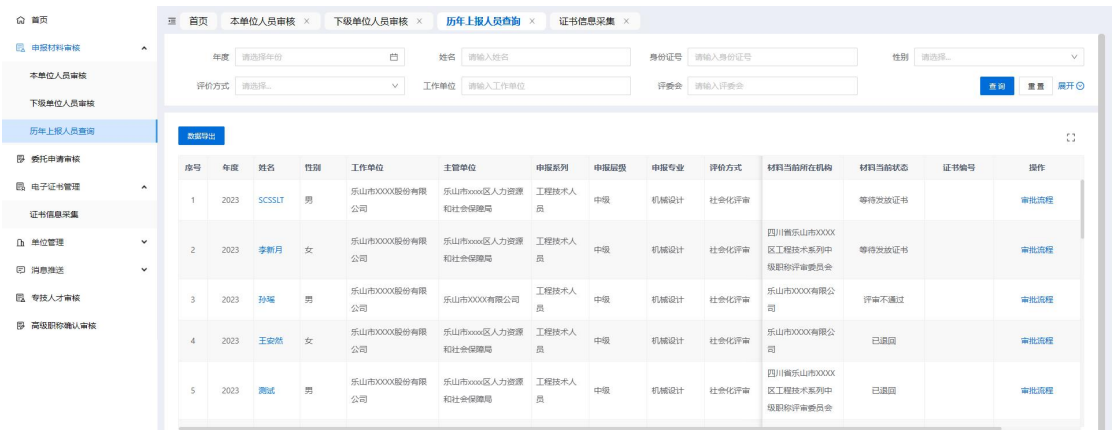 首页
申报材料审核
本单位人员审核
下级单位人员审核
历年上报人员查询
委托申请审核
电子证书管理
证书信息采集
单位管理
消息推送
专技人才审核
高级职称确认审核
首页 本单位人员审核 × 下级单位人员审核 × 历年上报人员查询 × 证书信息采集 ×
年度 请选择年份 姓名 请输入姓名 身份证号 请输入身份证号 性别 请选择...
评价方式 请选择... 工作单位 请输入工作单位 评委会 请输入评委会 查询 重置 展开
数据导出
序号 年度 姓名 性别 工作单位 主管单位 申报系列 申报层级 申报专业 评价方式 材料当前所在机构 材料当前状态 证书编号 操作
1 2023 SCSSLT 男 乐山市XXXX股份有限公司 乐山市xxxx区人力资源和社会保障局 工程技术人员 中级 机械设计 社会化评审 等待发放证书 审批流程
2 2023 李新月 女 乐山市XXXX股份有限公司 乐山市xxxx区人力资源和社会保障局 工程技术人员 中级 机械设计 社会化评审 四川省乐山市XXXX区工程技术系列中级职称评审委员会 等待发放证书 审批流程
3 2023 孙瑶 男 乐山市XXXX股份有限公司 乐山市XXXX有限公司 工程技术人员 中级 机械设计 社会化评审 乐山市XXXX有限公司 评审不通过 审批流程
4 2023 王安然 女 乐山市XXXX股份有限公司 乐山市xxxx区人力资源和社会保障局 工程技术人员 中级 机械设计 社会化评审 乐山市XXXX有限公司 已退回 审批流程
5 2023 测试 男 乐山市XXXX股份有限公司 乐山市xxxx区人力资源和社会保障局 工程技术人员 中级 机械设计 社会化评审 四川省乐山市XXXX区工程技术系列中级职称评审委员会 已退回 审批流程